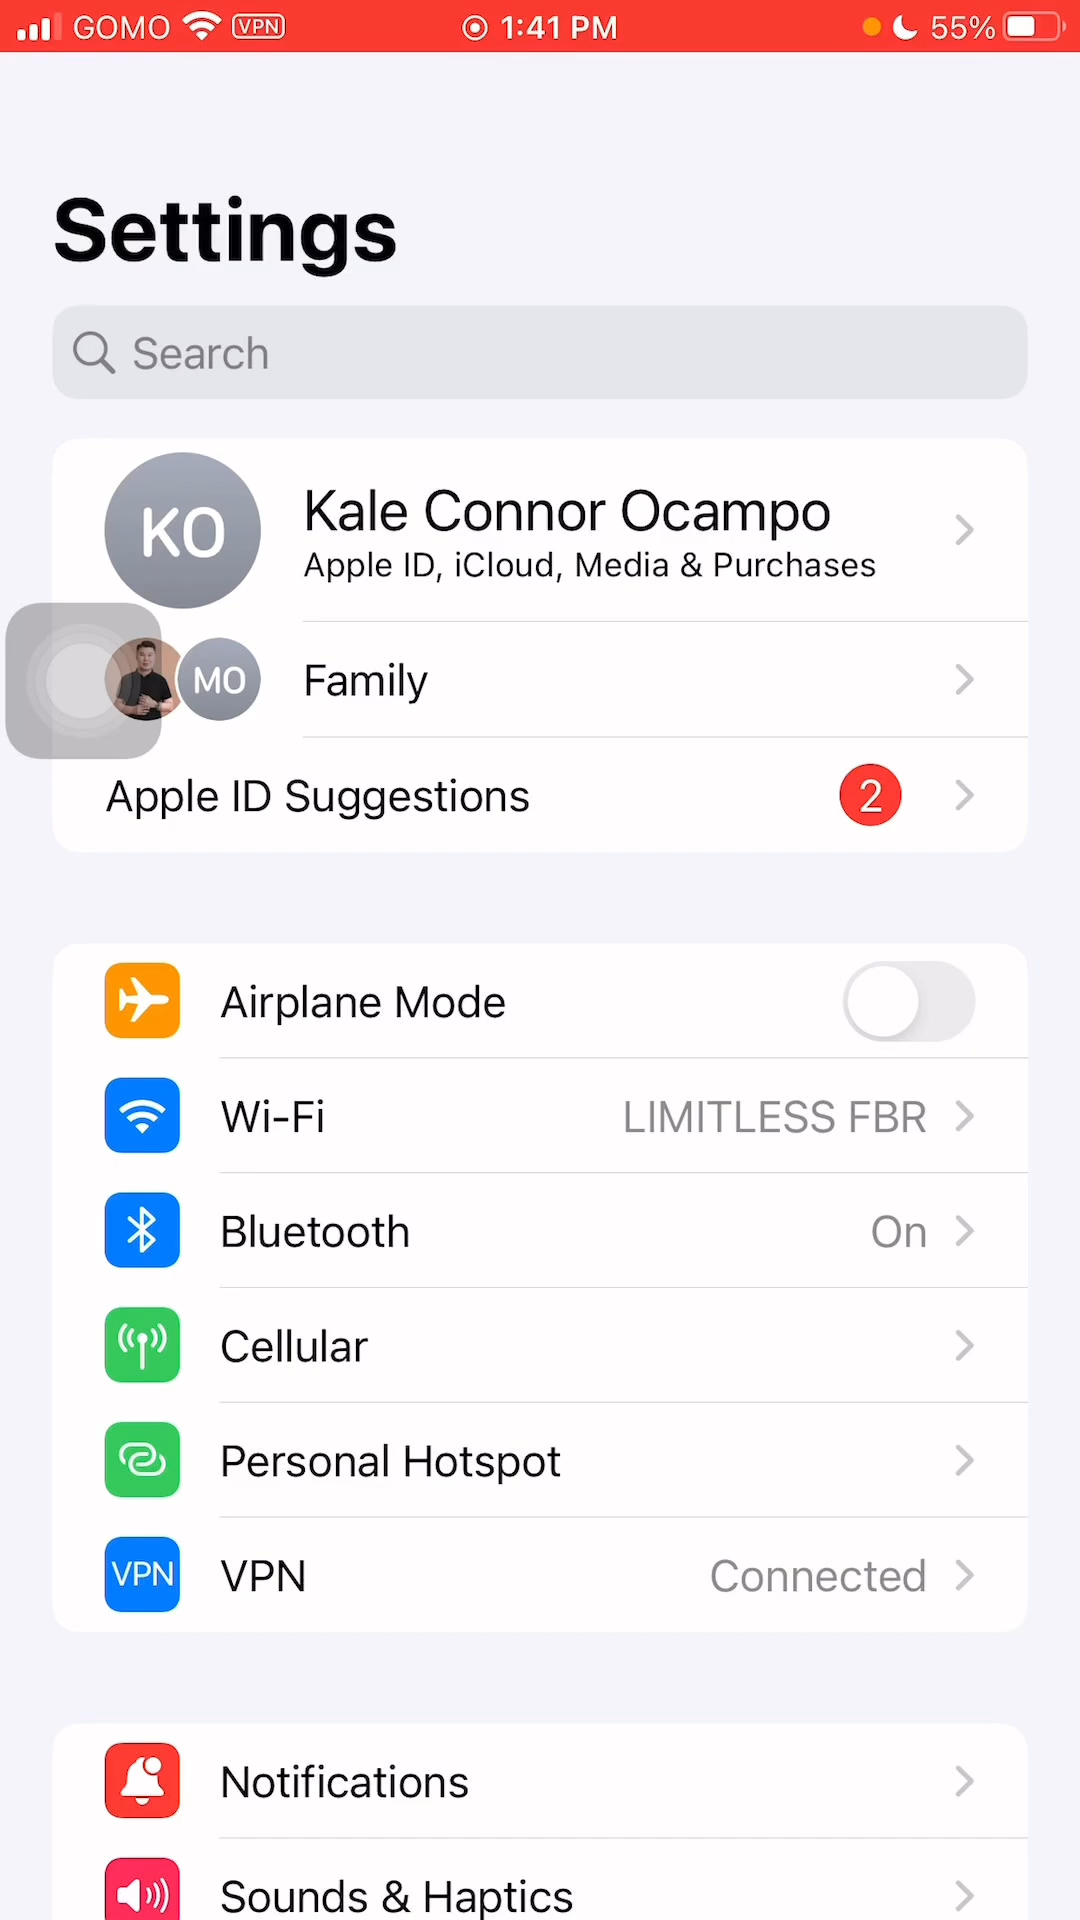 GOMO VPN 1:41 PM 55%
Settings
Search
KO
Kale Connor Ocampo
Apple ID, iCloud, Media & Purchases
MO
Family
Apple ID Suggestions 2
Airplane Mode
Wi-Fi LIMITLESS FBR
Bluetooth On
Cellular
Personal Hotspot
VPN VPN Connected
Notifications
Sounds & Haptics